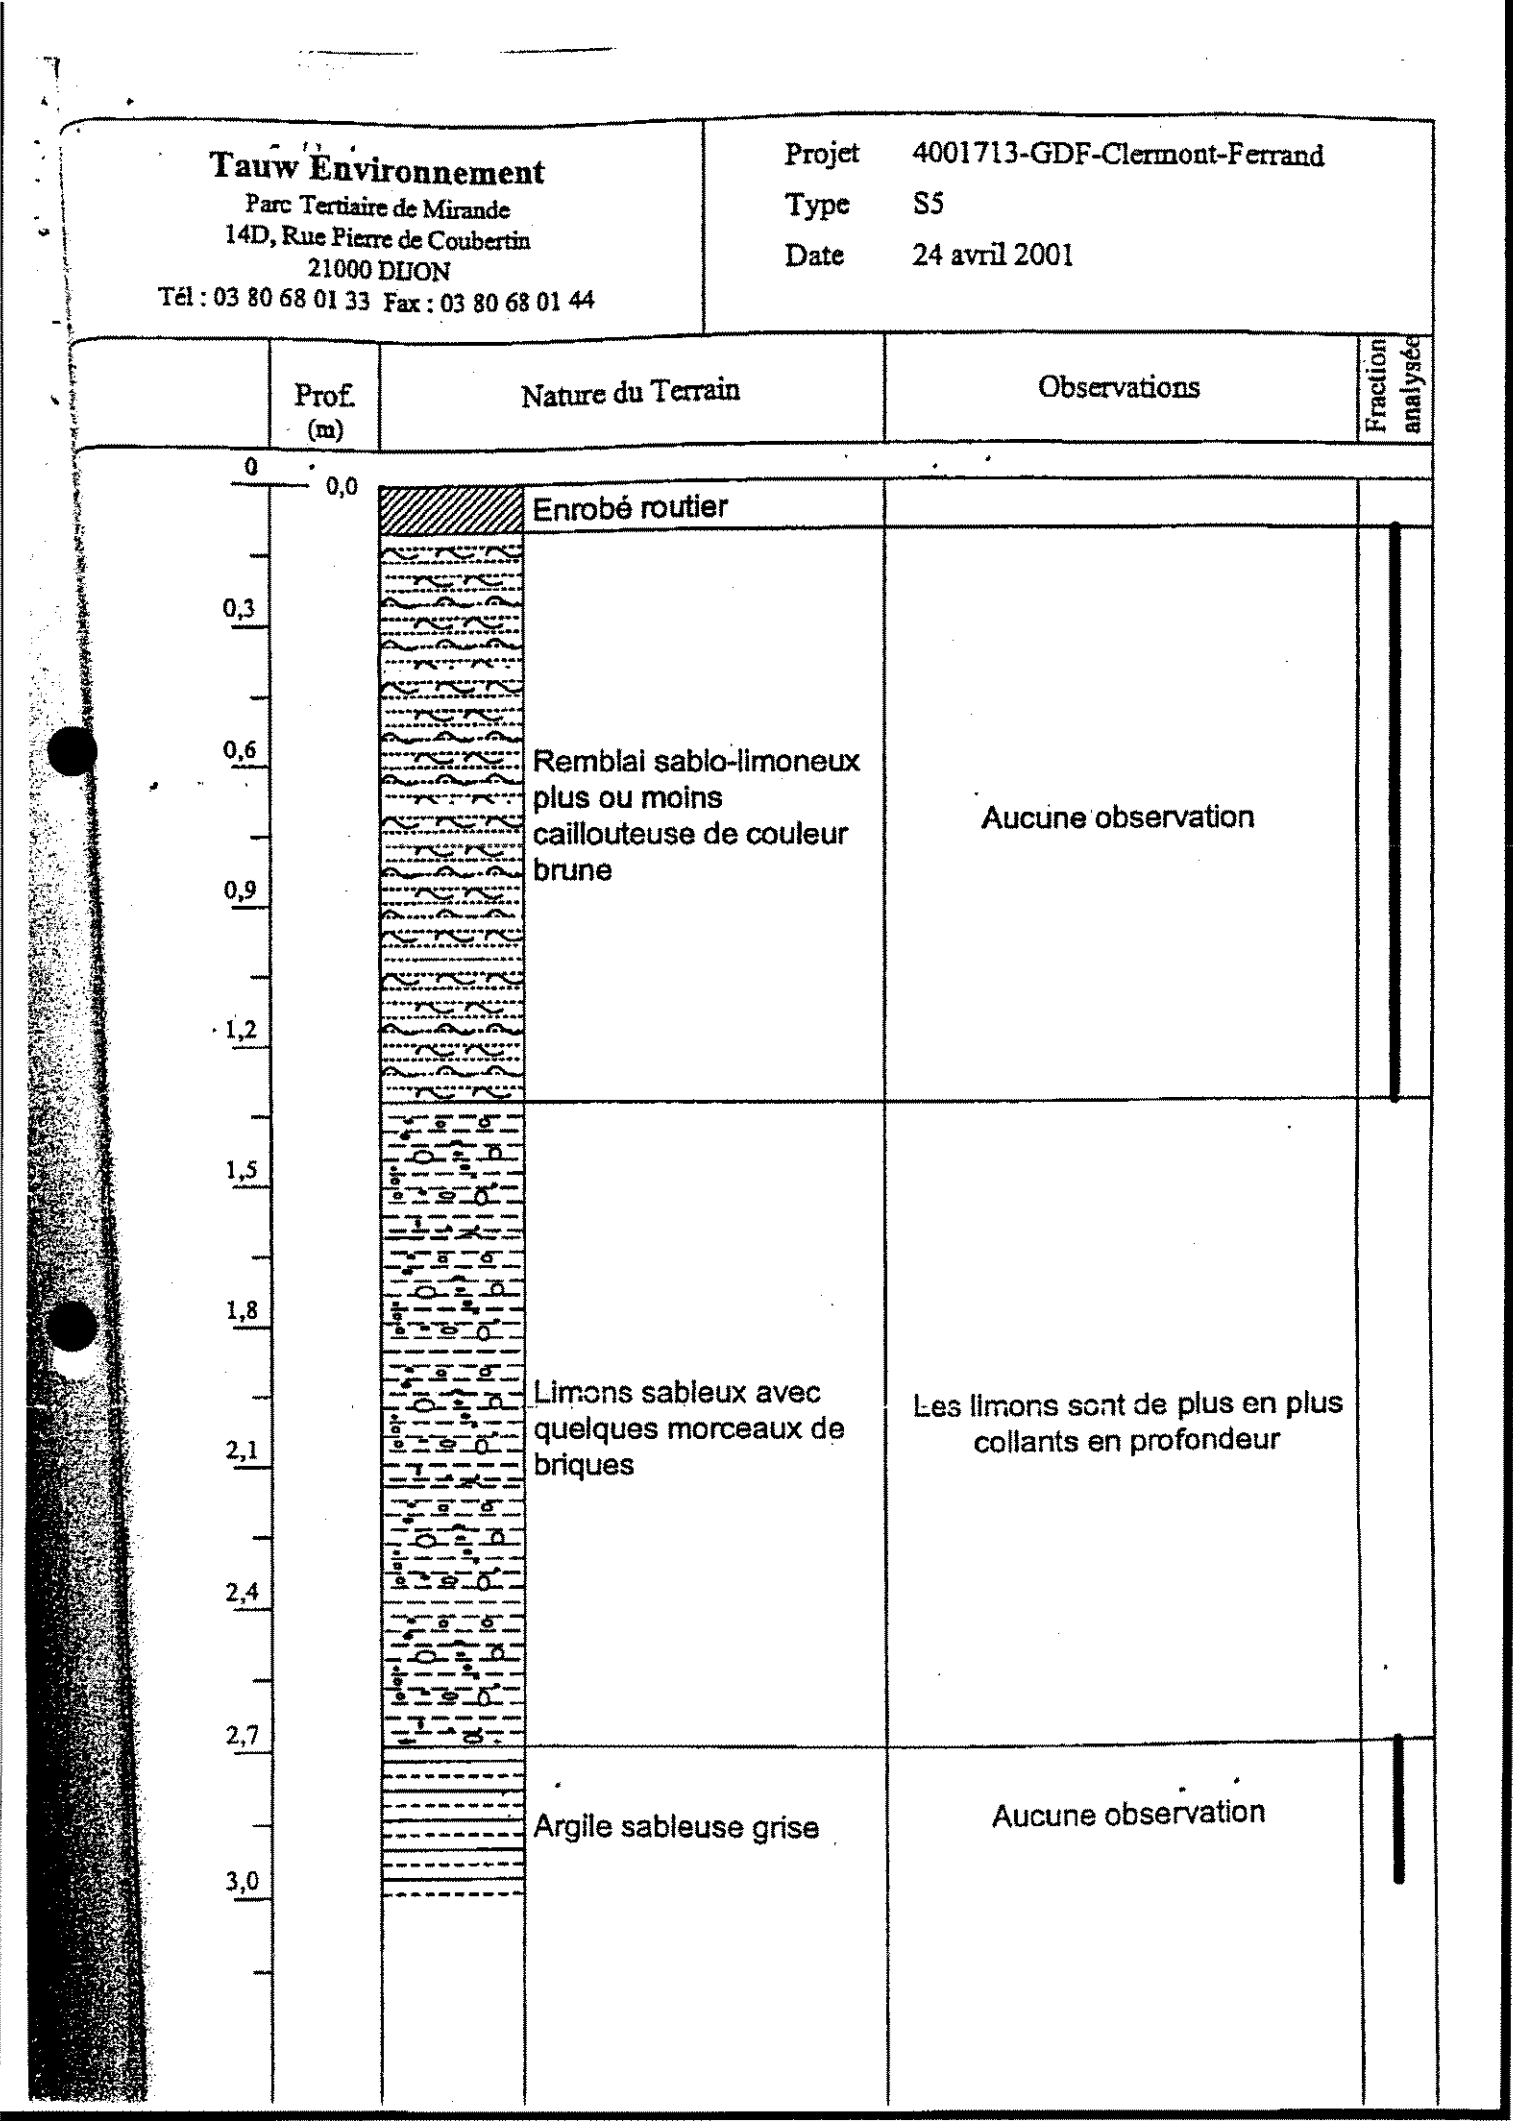 Tauw Environnement
Parc Tertiaire de Mirande
14D, Rue Pierre de Coubertin
21000 DIJON
Tél : 03 80 68 01 33 Fax : 03 80 68 01 44
Projet 4001713-GDF-Clermont-Ferrand
Type S5
Date 24 avril 2001
Prof.
(m)
Nature du Terrain
Observations
Fraction
analysée
0
0,0
Enrobé routier
0,3
0,6
Remblai sablo-limoneux
plus ou moins
caillouteuse de couleur
brune
Aucune observation
0,9
1,2
1,5
1,8
Limons sableux avec
quelques morceaux de
briques
Les limons sont de plus en plus
collants en profondeur
2,1
2,4
2,7
Argile sableuse grise
Aucune observation
3,0